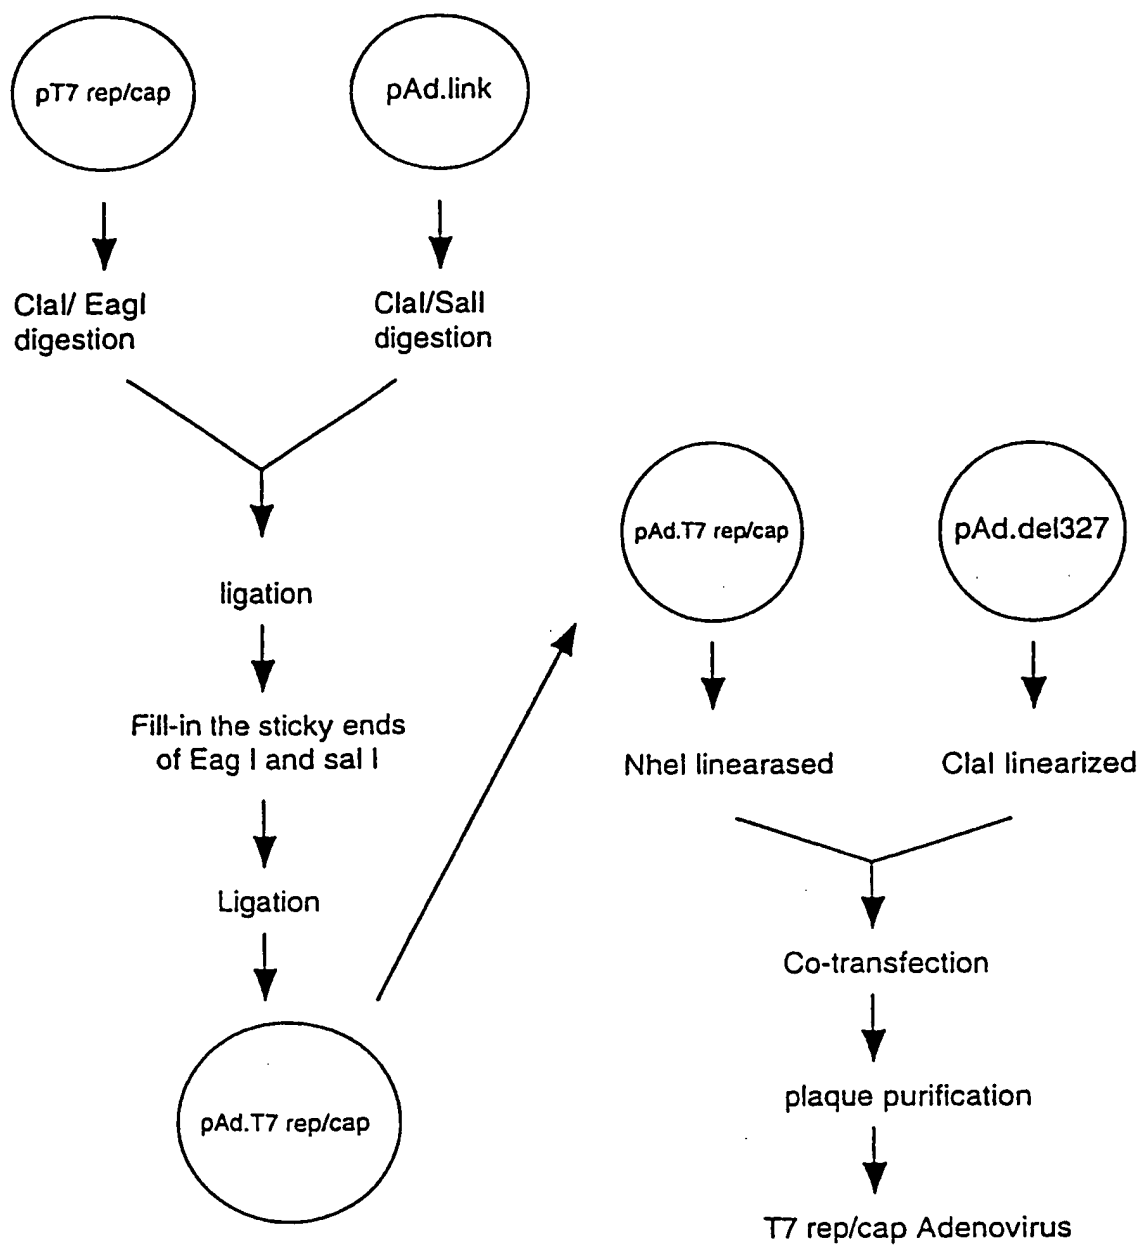 pT7 rep/cap
pAd.link
ClaI/ EagI
digestion
ClaI/SalI
digestion
ligation
Fill-in the sticky ends
of Eag I and sal I
Ligation
pAd.T7 rep/cap
pAd.T7 rep/cap
pAd.del327
NheI linearased
ClaI linearized
Co-transfection
plaque purification
T7 rep/cap Adenovirus